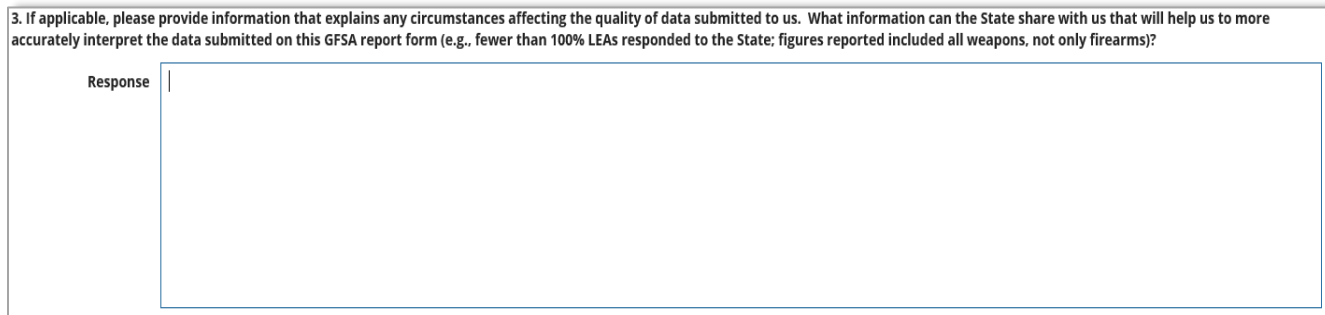 3. If applicable, please provide information that explains any circumstances affecting the quality of data submitted to us.  What information can the State share with us that will help us to more
accurately interpret the data submitted on this GFSA report form (e.g., fewer than 100% LEAs responded to the State; figures reported included all weapons, not only firearms)?
Response